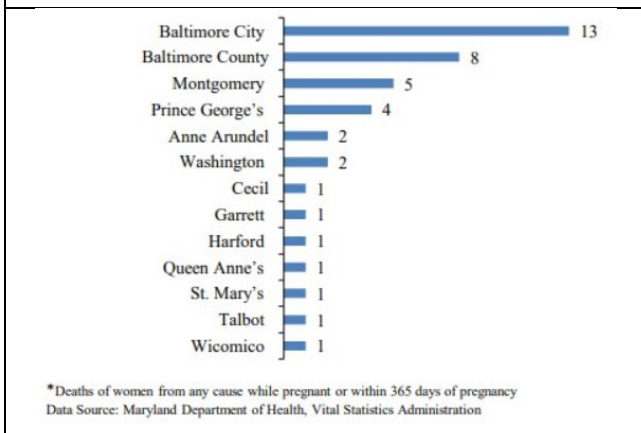 Baltimore City 13
Baltimore County 8
Montgomery 5
Prince George's 4
Anne Arundel 2
Washington 2
Cecil 1
Garrett 1
Harford 1
Queen Anne's 1
St. Mary's 1
Talbot 1
Wicomico 1
*Deaths of women from any cause while pregnant or within 365 days of pregnancy
Data Source: Maryland Department of Health, Vital Statistics Administration